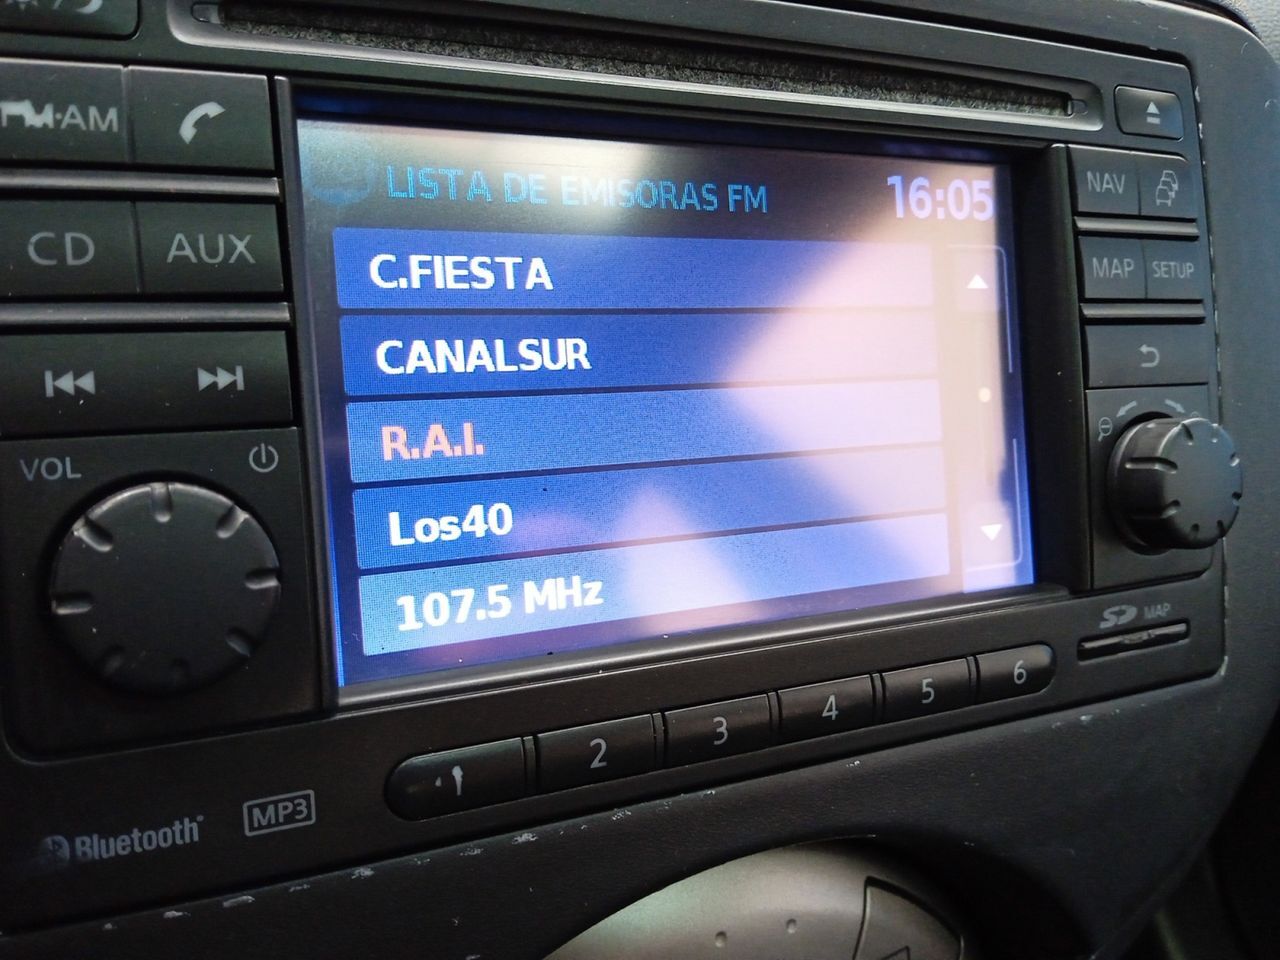 FM·AM
CD
AUX
VOL
LISTA DE EMISORAS FM
16:05
C.FIESTA
CANALSUR
R.A.I.
Los40
107.5 MHz
NAV
MAP
SETUP
SD MAP
1
2
3
4
5
6
Bluetooth
MP3